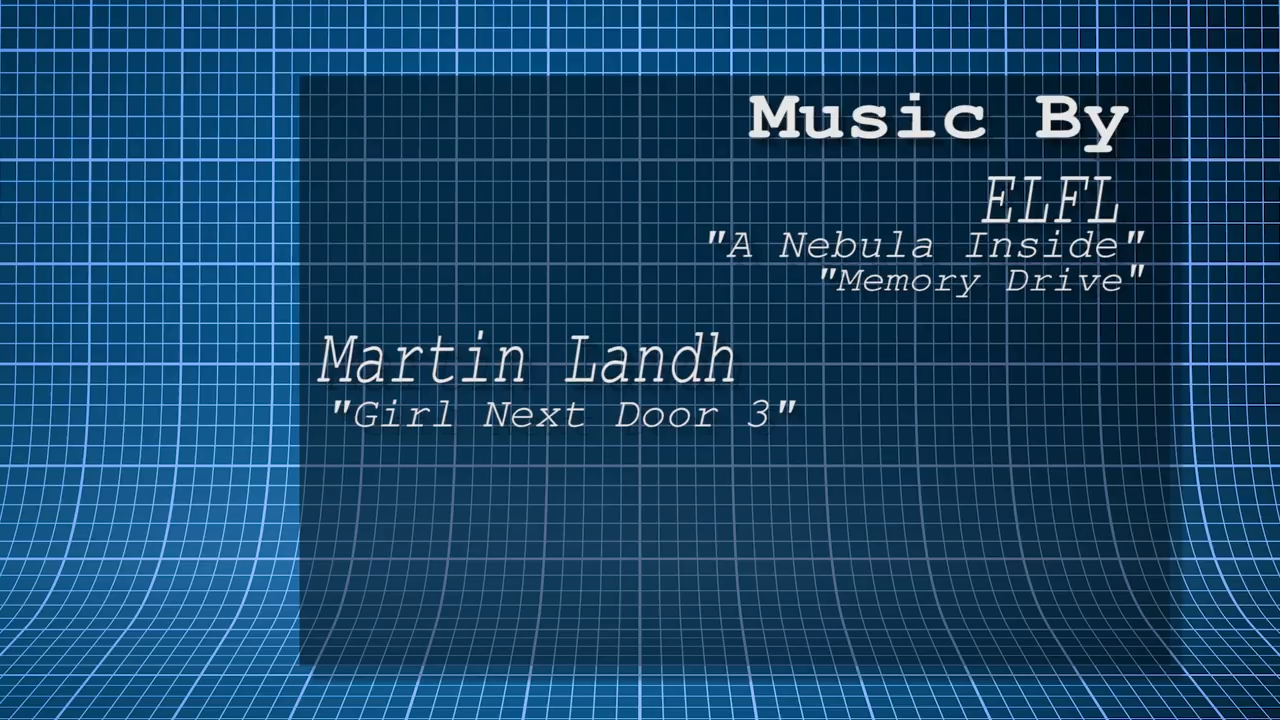 Music By
ELFL
"A Nebula Inside"
"Memory Drive"
Martin Landh
"Girl Next Door 3"